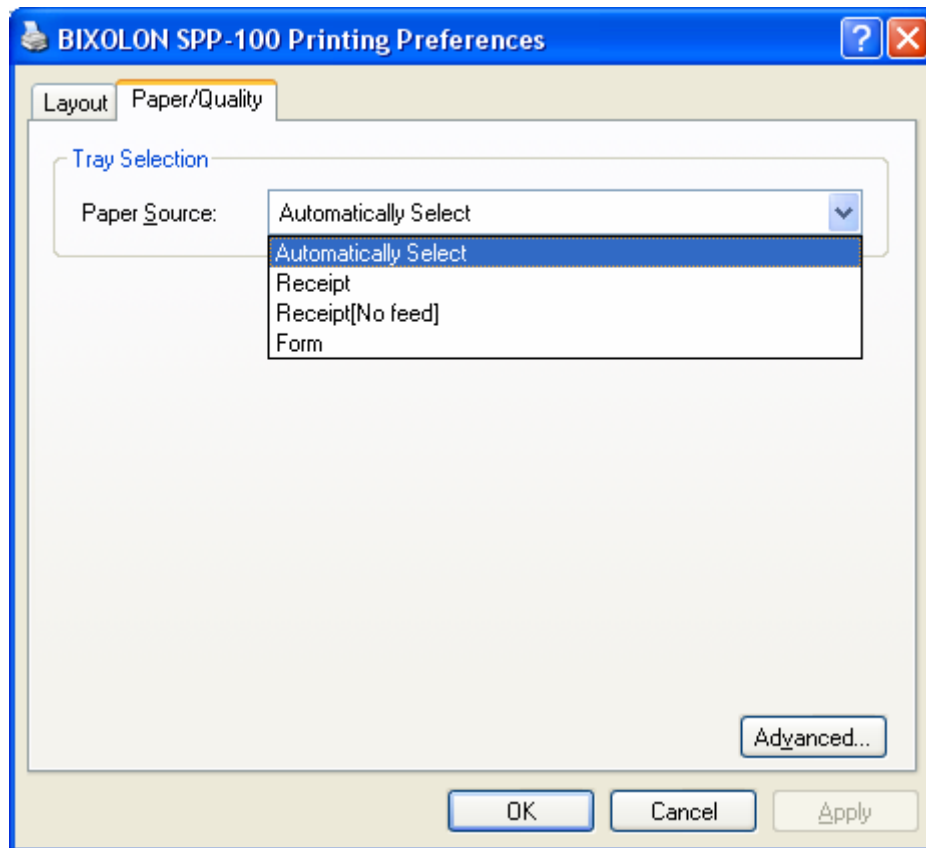 BIXOLON SPP-100 Printing Preferences
Layout Paper/Quality
Tray Selection
Paper Source: Automatically Select
Automatically Select
Receipt
Receipt[No feed]
Form
Advanced...
OK Cancel Apply